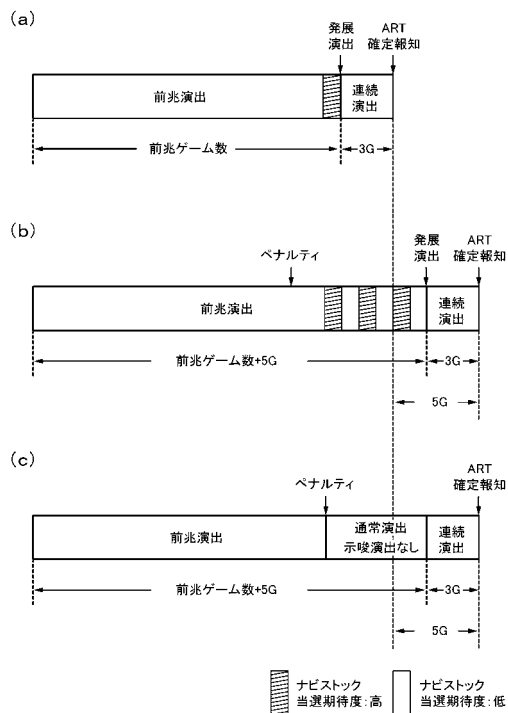 (a)
発展
演出
ART
確定報知
前兆演出
連続
演出
前兆ゲーム数
3G
(b)
ペナルティ
発展
演出
ART
確定報知
前兆演出
連続
演出
前兆ゲーム数+5G
3G
5G
(c)
ペナルティ
ART
確定報知
前兆演出
通常演出
示唆演出なし
連続
演出
前兆ゲーム数+5G
3G
5G
ナビストック
当選期待度:高
ナビストック
当選期待度:低